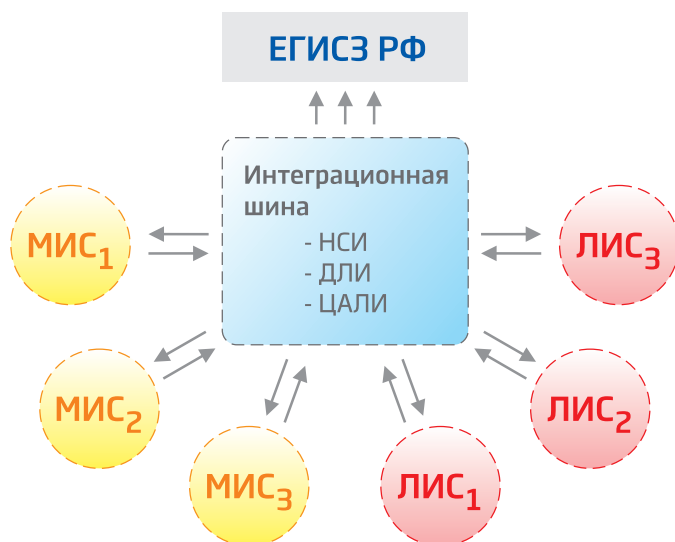 ЕГИСЗ РФ
Интеграционная
шина
- НСИ
- ДЛИ
- ЦАЛИ
МИС₁
ЛИС₃
МИС₂
ЛИС₂
МИС₃
ЛИС₁